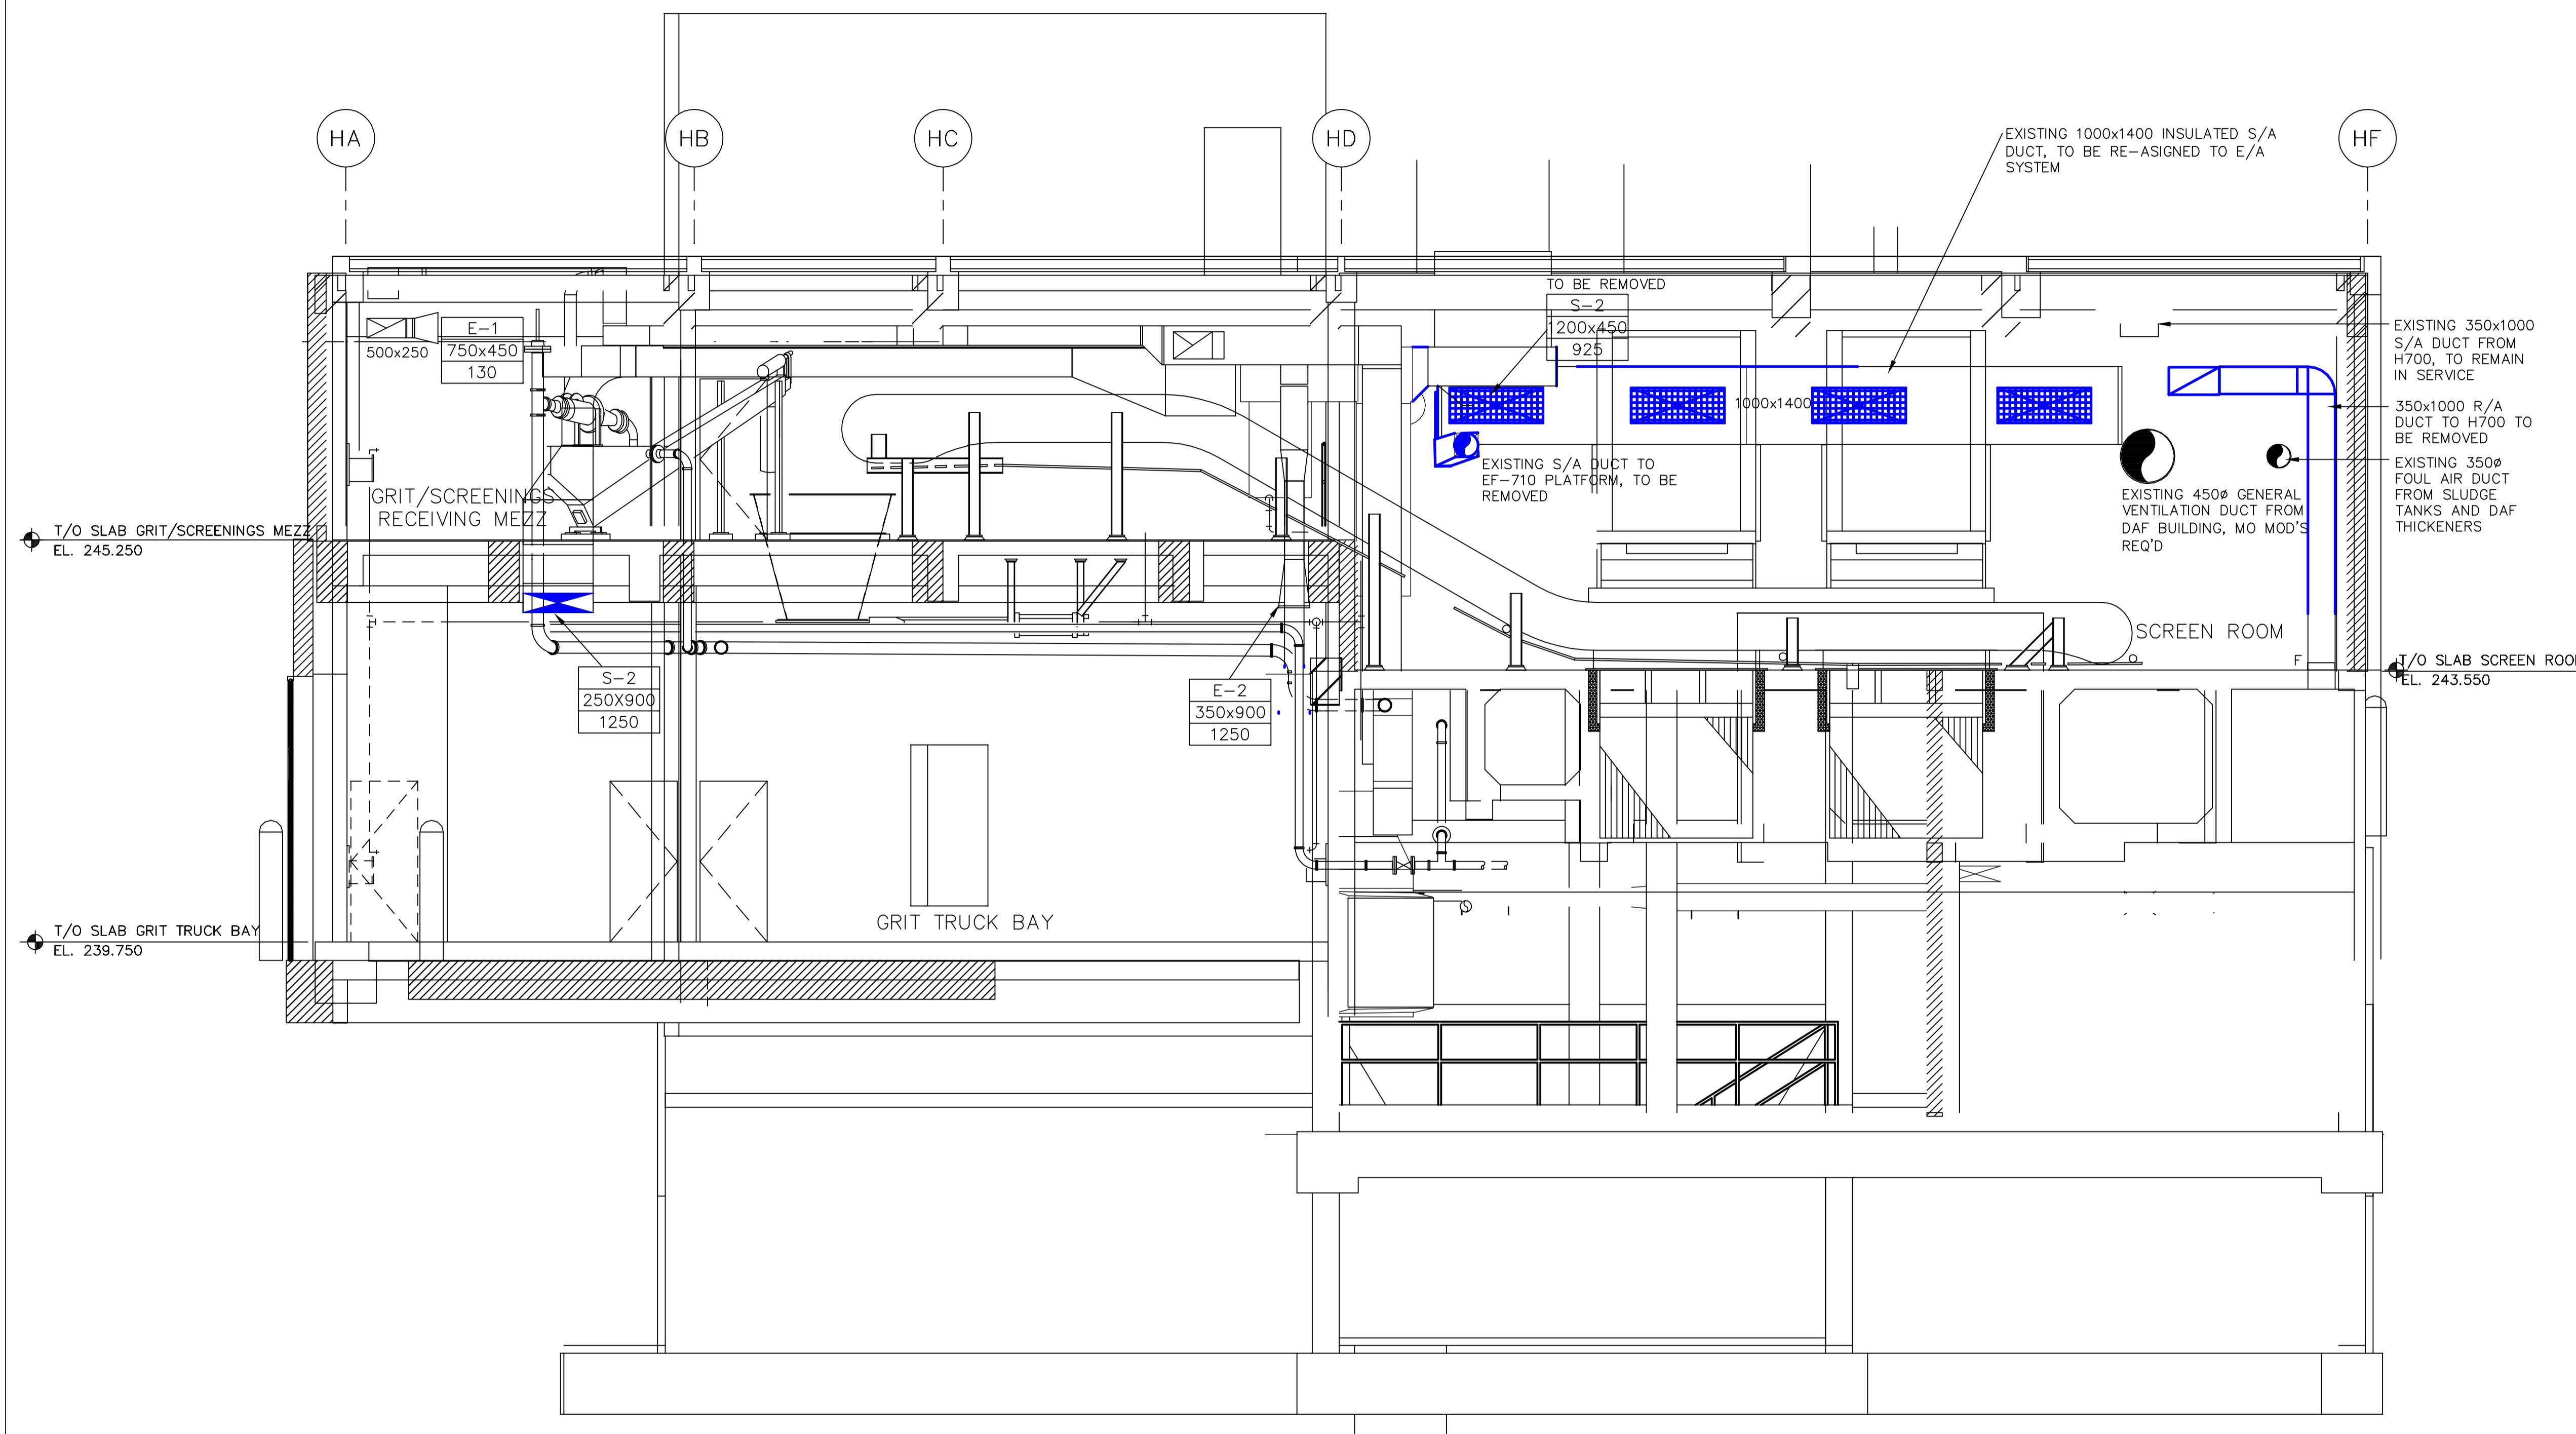 HA
HB
HC
HD
HF
EXISTING 1000x1400 INSULATED S/A
DUCT, TO BE RE-ASIGNED TO E/A
SYSTEM
TO BE REMOVED
S-2
1200x450
925
E-1
750x450
130
500x250
EXISTING 350x1000
S/A DUCT FROM
H700, TO REMAIN
IN SERVICE
1000x1400
350x1000 R/A
DUCT TO H700 TO
BE REMOVED
EXISTING S/A DUCT TO
EF-710 PLATFORM, TO BE
REMOVED
EXISTING 350ø
FOUL AIR DUCT
FROM SLUDGE
TANKS AND DAF
THICKENERS
EXISTING 450ø GENERAL
VENTILATION DUCT FROM
DAF BUILDING, MO MOD'S
REQ'D
GRIT/SCREENINGS
RECEIVING MEZZ
T/O SLAB GRIT/SCREENINGS MEZZ
EL. 245.250
SCREEN ROOM
F
T/O SLAB SCREEN ROO
EL. 243.550
S-2
250X900
1250
E-2
350x900
1250
GRIT TRUCK BAY
T/O SLAB GRIT TRUCK BAY
EL. 239.750